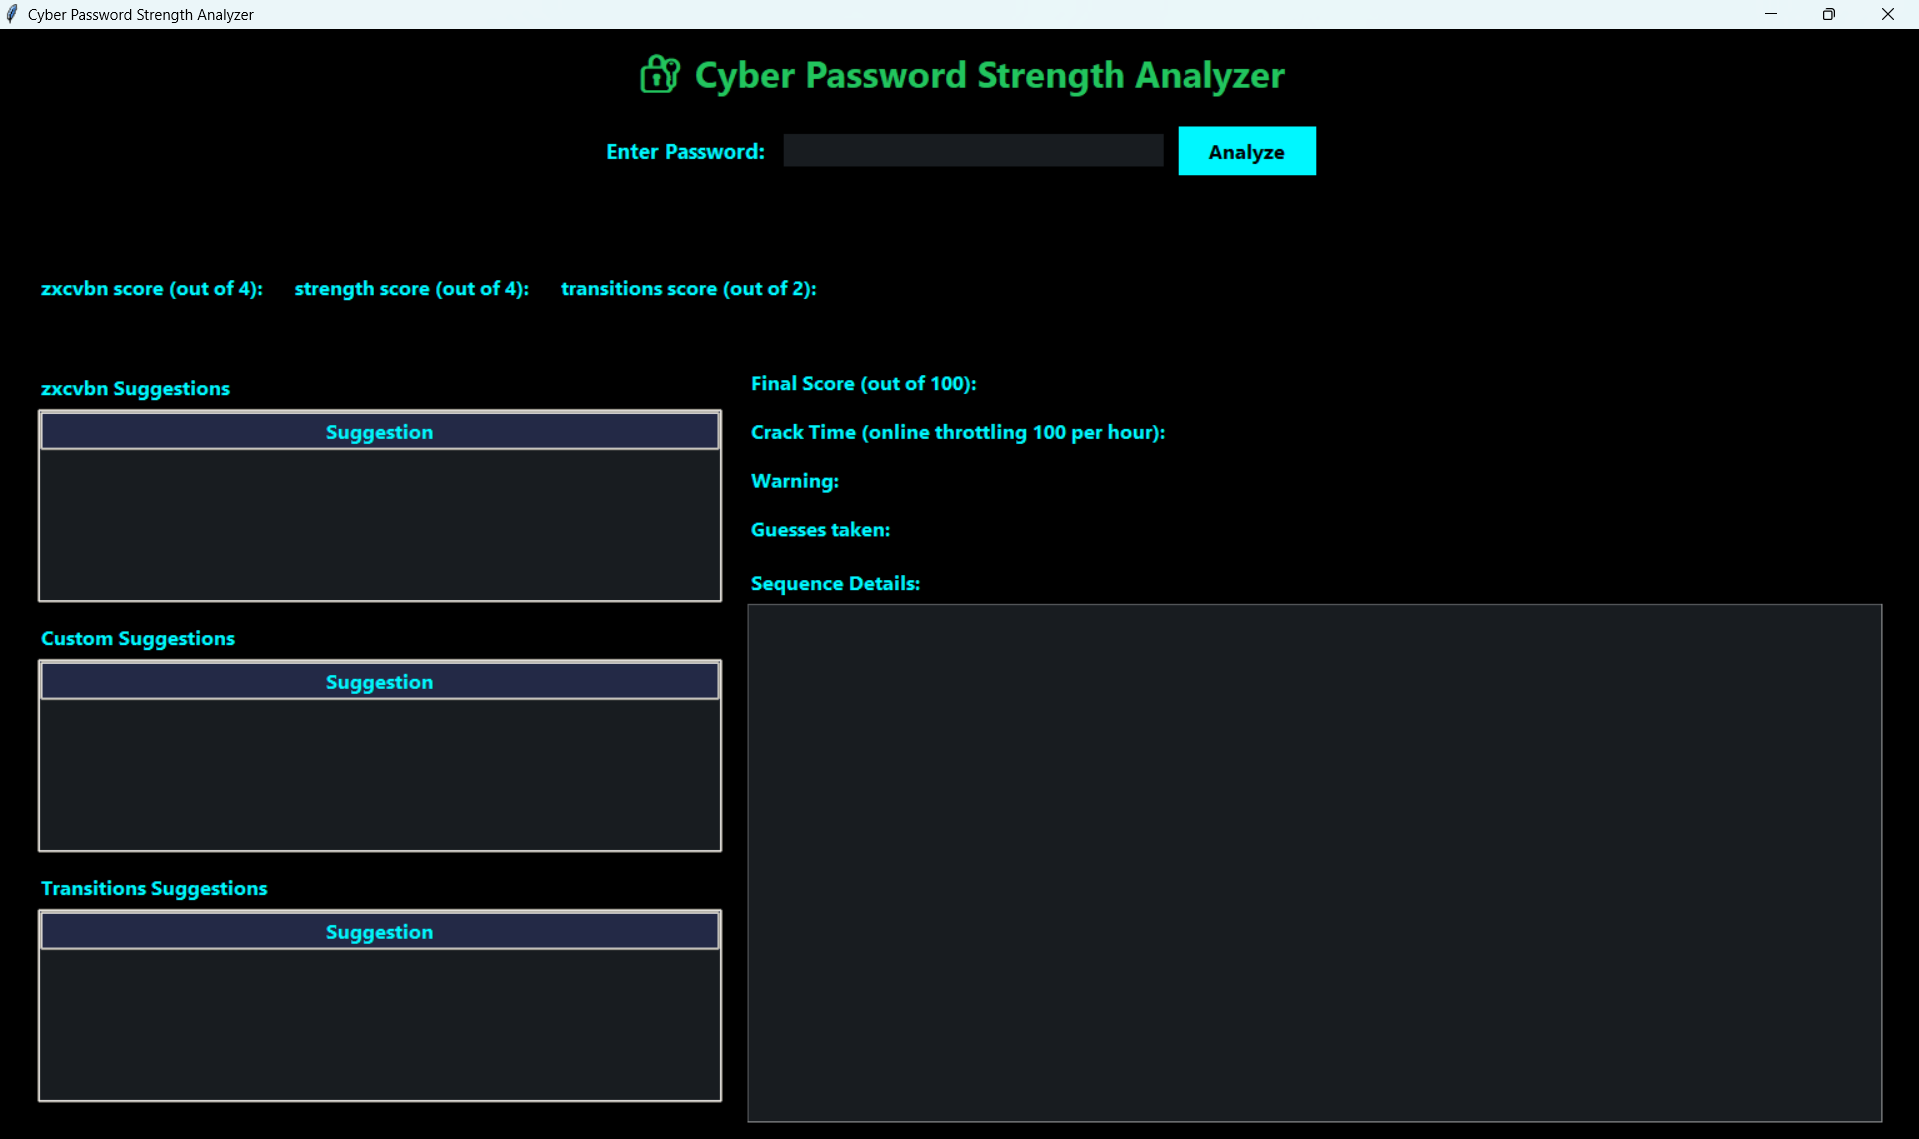 Cyber Password Strength Analyzer
🔐 Cyber Password Strength Analyzer
Enter Password:
Analyze
zxcvbn score (out of 4): strength score (out of 4): transitions score (out of 2):
zxcvbn Suggestions
Suggestion
Custom Suggestions
Suggestion
Transitions Suggestions
Suggestion
Final Score (out of 100):
Crack Time (online throttling 100 per hour):
Warning:
Guesses taken:
Sequence Details: